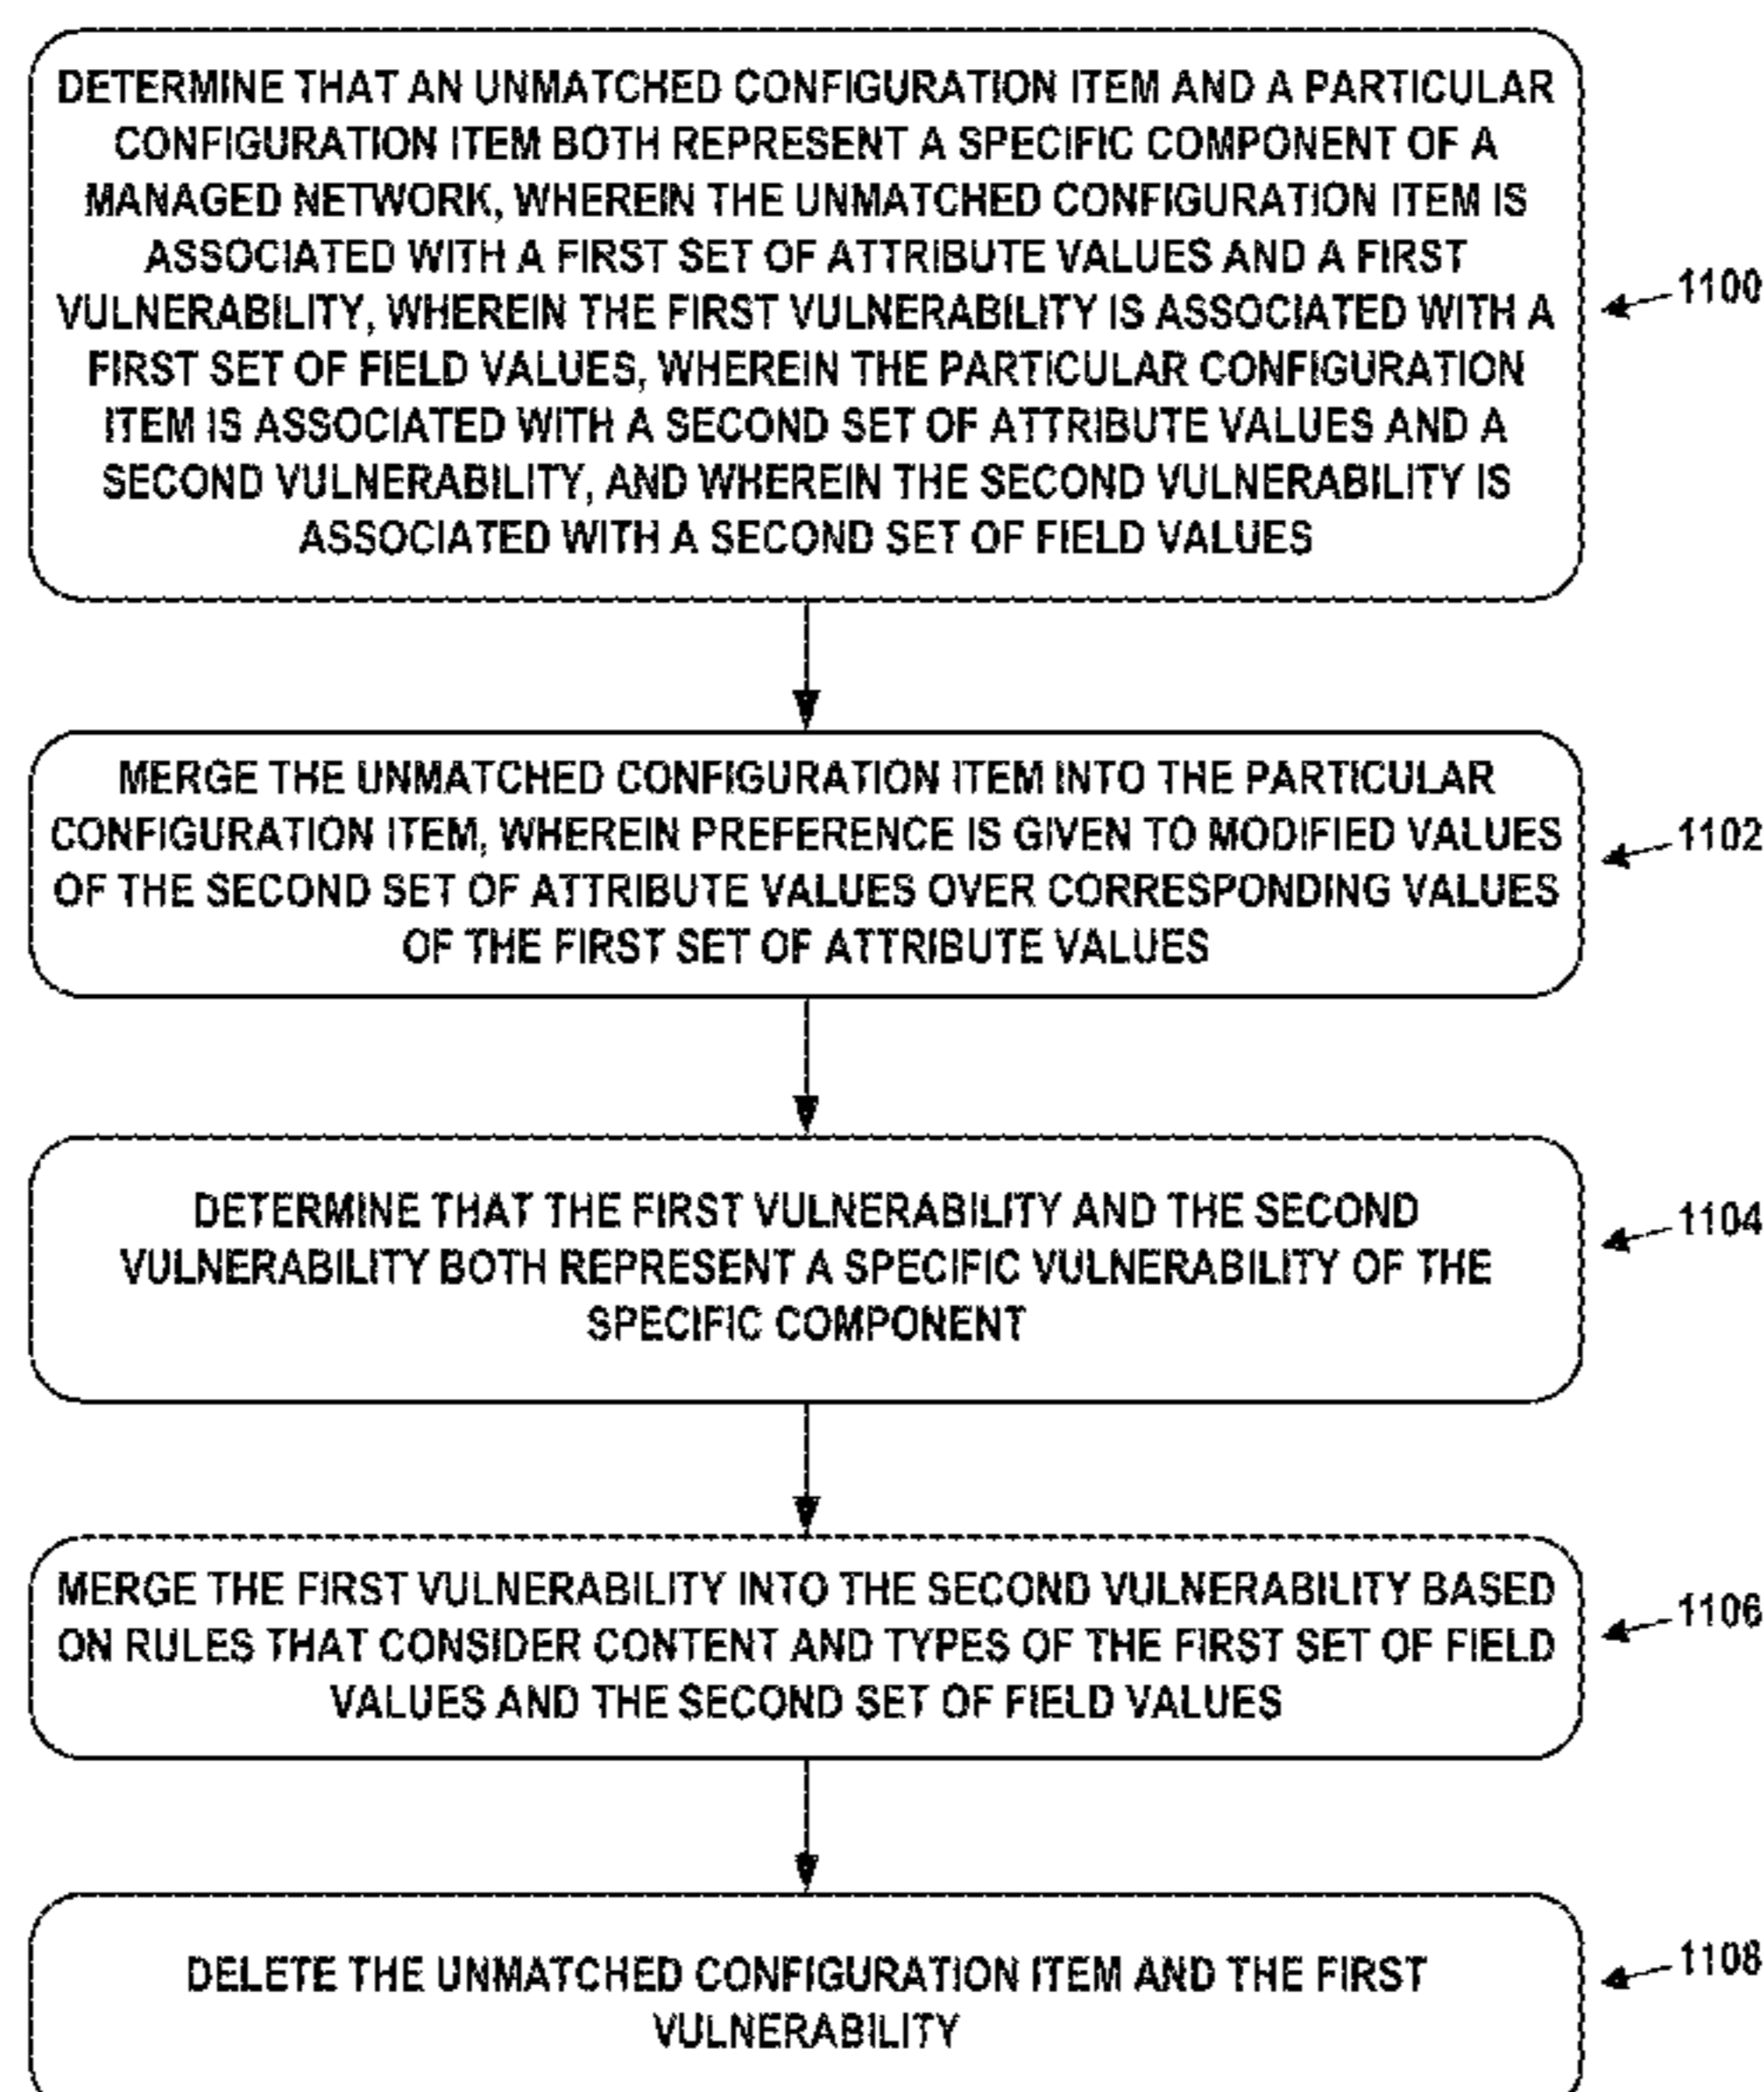 DETERMINE THAT AN UNMATCHED CONFIGURATION ITEM AND A PARTICULAR
CONFIGURATION ITEM BOTH REPRESENT A SPECIFIC COMPONENT OF A
MANAGED NETWORK, WHEREIN THE UNMATCHED CONFIGURATION ITEM IS
ASSOCIATED WITH A FIRST SET OF ATTRIBUTE VALUES AND A FIRST
VULNERABILITY, WHEREIN THE FIRST VULNERABILITY IS ASSOCIATED WITH A
FIRST SET OF FIELD VALUES, WHEREIN THE PARTICULAR CONFIGURATION
ITEM IS ASSOCIATED WITH A SECOND SET OF ATTRIBUTE VALUES AND A
SECOND VULNERABILITY, AND WHEREIN THE SECOND VULNERABILITY IS
ASSOCIATED WITH A SECOND SET OF FIELD VALUES
1100
MERGE THE UNMATCHED CONFIGURATION ITEM INTO THE PARTICULAR
CONFIGURATION ITEM, WHEREIN PREFERENCE IS GIVEN TO MODIFIED VALUES
OF THE SECOND SET OF ATTRIBUTE VALUES OVER CORRESPONDING VALUES
OF THE FIRST SET OF ATTRIBUTE VALUES
1102
DETERMINE THAT THE FIRST VULNERABILITY AND THE SECOND
VULNERABILITY BOTH REPRESENT A SPECIFIC VULNERABILITY OF THE
SPECIFIC COMPONENT
1104
MERGE THE FIRST VULNERABILITY INTO THE SECOND VULNERABILITY BASED
ON RULES THAT CONSIDER CONTENT AND TYPES OF THE FIRST SET OF FIELD
VALUES AND THE SECOND SET OF FIELD VALUES
1106
DELETE THE UNMATCHED CONFIGURATION ITEM AND THE FIRST
VULNERABILITY
1108